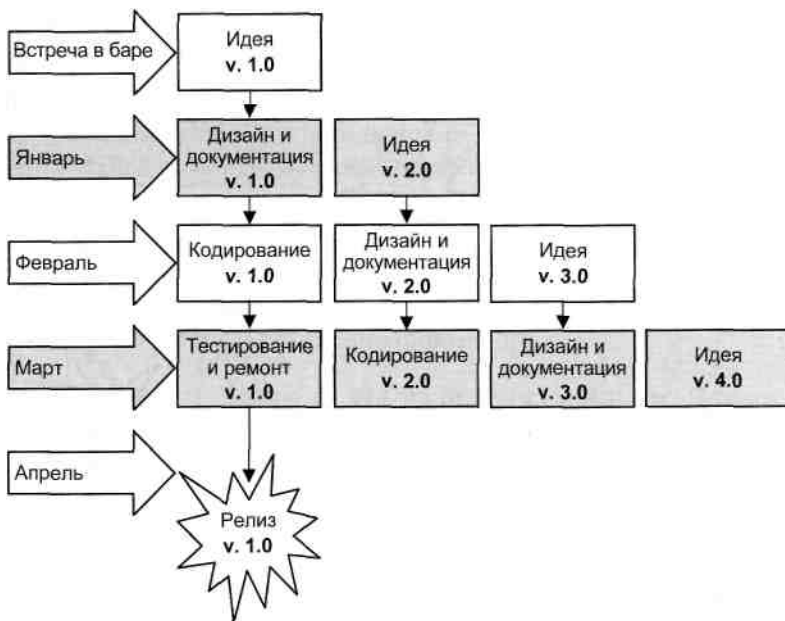 Встреча в баре
Идея
v. 1.0
Январь
Дизайн и
документация
v. 1.0
Идея
v. 2.0
Февраль
Кодирование
v. 1.0
Дизайн и
документация
v. 2.0
Идея
v. 3.0
Март
Тестирование
и ремонт
v. 1.0
Кодирование
v. 2.0
Дизайн и
документация
v. 3.0
Идея
v. 4.0
Апрель
Релиз
v. 1.0